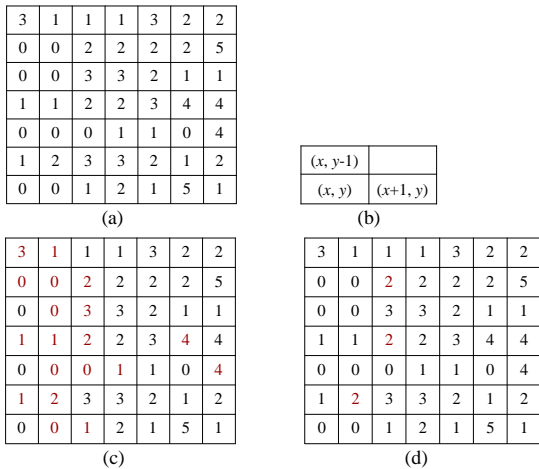 3 1 1 1 3 2 2
0 0 2 2 2 2 5
0 0 3 3 2 1 1
1 1 2 2 3 4 4
0 0 0 1 1 0 4
1 2 3 3 2 1 2
0 0 1 2 1 5 1
(a)
(x, y-1)
(x, y) (x+1, y)
(b)
3 1 1 1 3 2 2
0 0 2 2 2 2 5
0 0 3 3 2 1 1
1 1 2 2 3 4 4
0 0 0 1 1 0 4
1 2 3 3 2 1 2
0 0 1 2 1 5 1
(c)
3 1 1 1 3 2 2
0 0 2 2 2 2 5
0 0 3 3 2 1 1
1 1 2 2 3 4 4
0 0 0 1 1 0 4
1 2 3 3 2 1 2
0 0 1 2 1 5 1
(d)